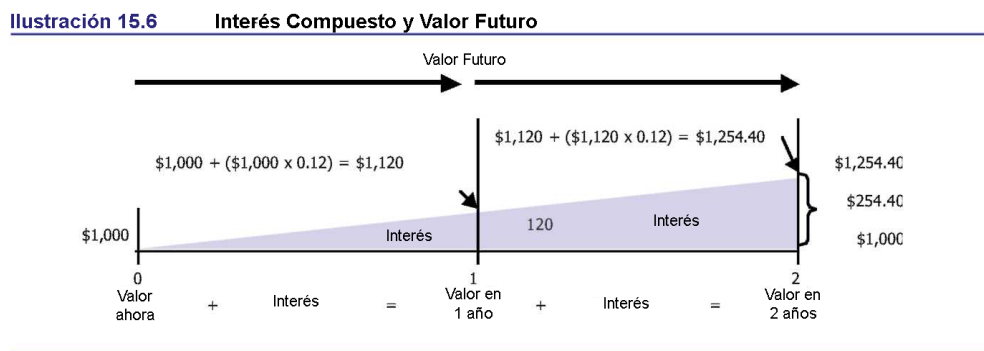 Ilustración 15.6 Interés Compuesto y Valor Futuro
Valor Futuro
$1,120 + ($1,120 x 0.12) = $1,254.40
$1,000 + ($1,000 x 0.12) = $1,120
$1,254.40
$254.40
$1,000
$1,000
Interés
120
Interés
0
1
2
Valor ahora + Interés = Valor en 1 año + Interés = Valor en 2 años